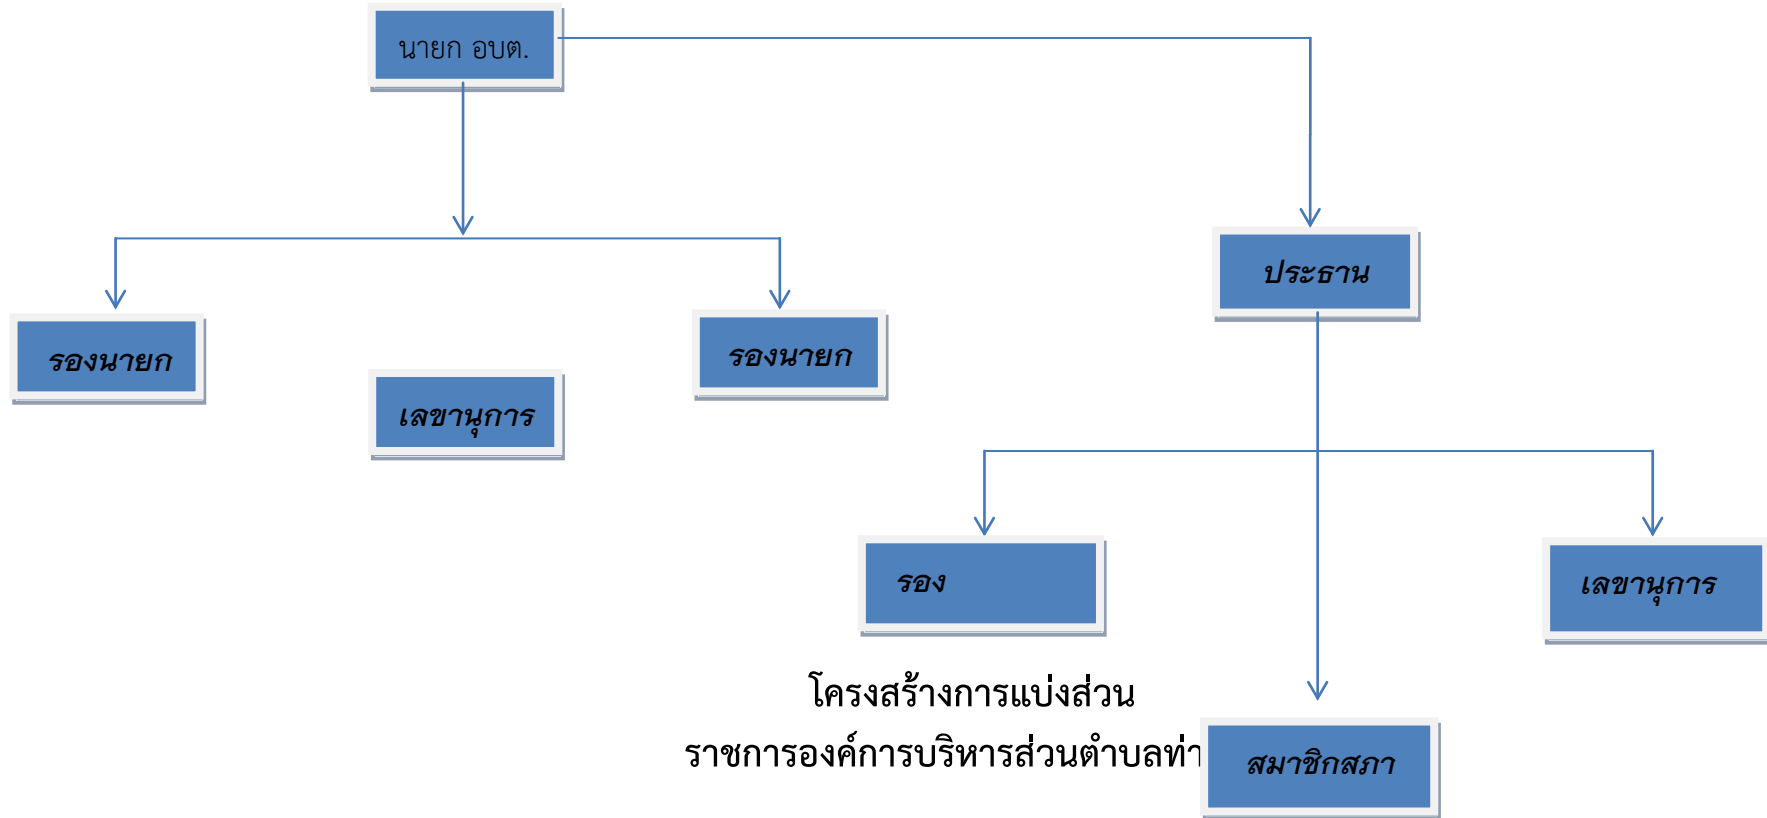 นายก อบต.
ประธาน
รองนายก
รองนายก
เลขานุการ
รอง
เลขานุการ
โครงสร้างการแบ่งส่วน
ราชการองค์การบริหารส่วนตำบลท่า
สมาชิกสภา